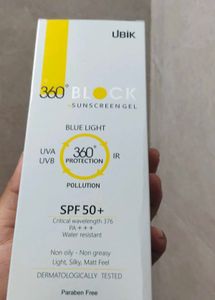 UBIK
360° BLOCK
SUNSCREEN GEL
BLUE LIGHT
UVA
UVB
360°
PROTECTION
IR
POLLUTION
SPF 50+
Critical wavelength 376
PA+++
Water resistant
Non oily - Non greasy
Light, Silky, Matt Feel
DERMATOLOGICALLY TESTED
Paraben Free